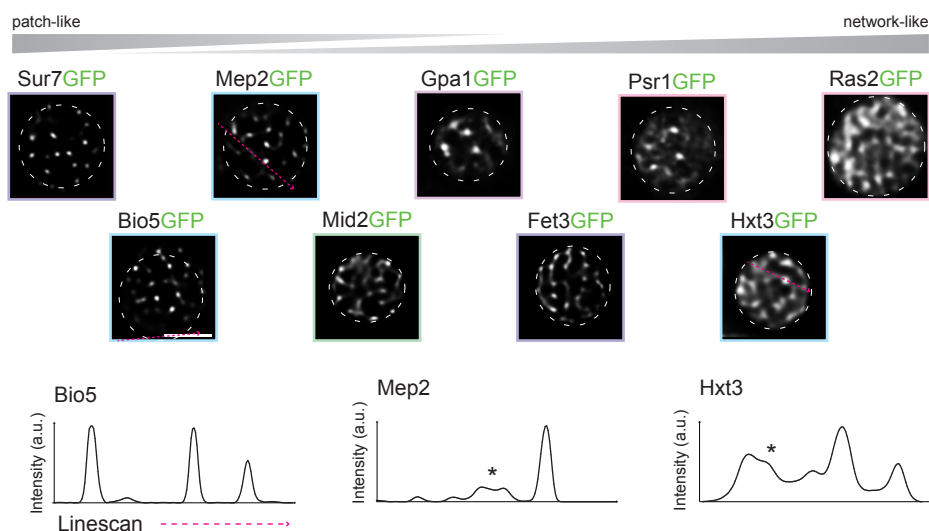 patch-like
network-like
Sur7GFP
Mep2GFP
Gpa1GFP
Psr1GFP
Ras2GFP
Bio5GFP
Mid2GFP
Fet3GFP
Hxt3GFP
Bio5
Mep2
Hxt3
Intensity (a.u.)
Intensity (a.u.)
*
Intensity (a.u.)
*
Linescan